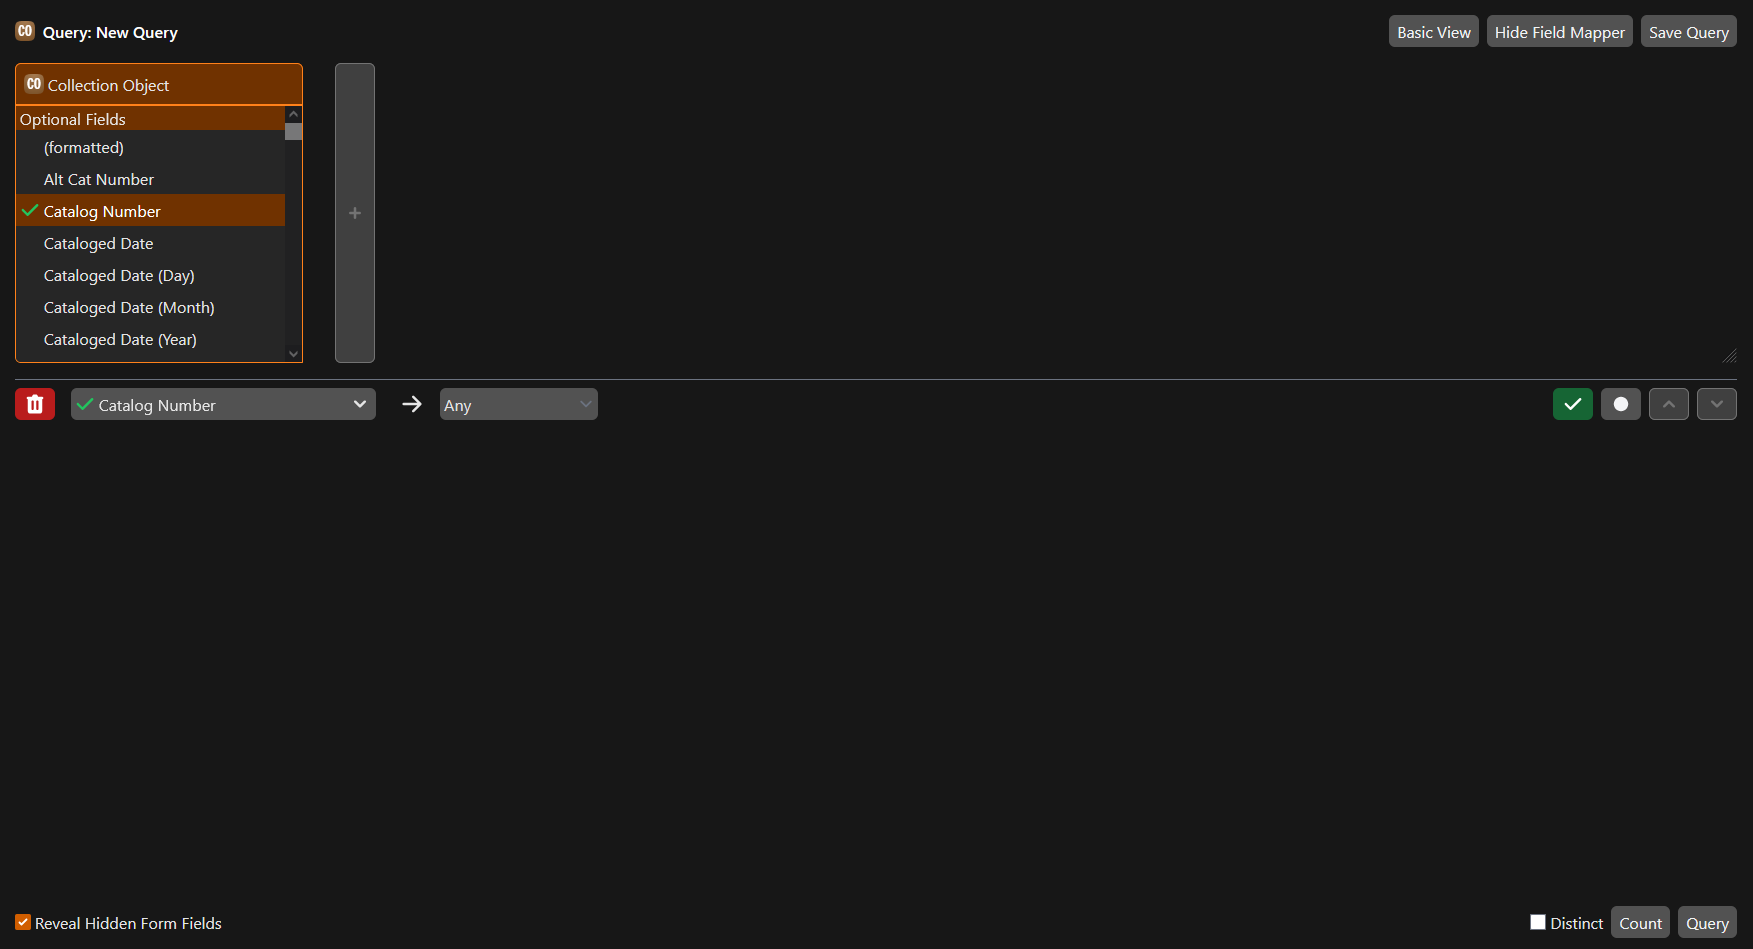 CO Query: New Query
Basic View Hide Field Mapper Save Query
CO Collection Object
Optional Fields
(formatted)
Alt Cat Number
Catalog Number
Cataloged Date
Cataloged Date (Day)
Cataloged Date (Month)
Cataloged Date (Year)
Catalog Number Any
Reveal Hidden Form Fields
Distinct Count Query